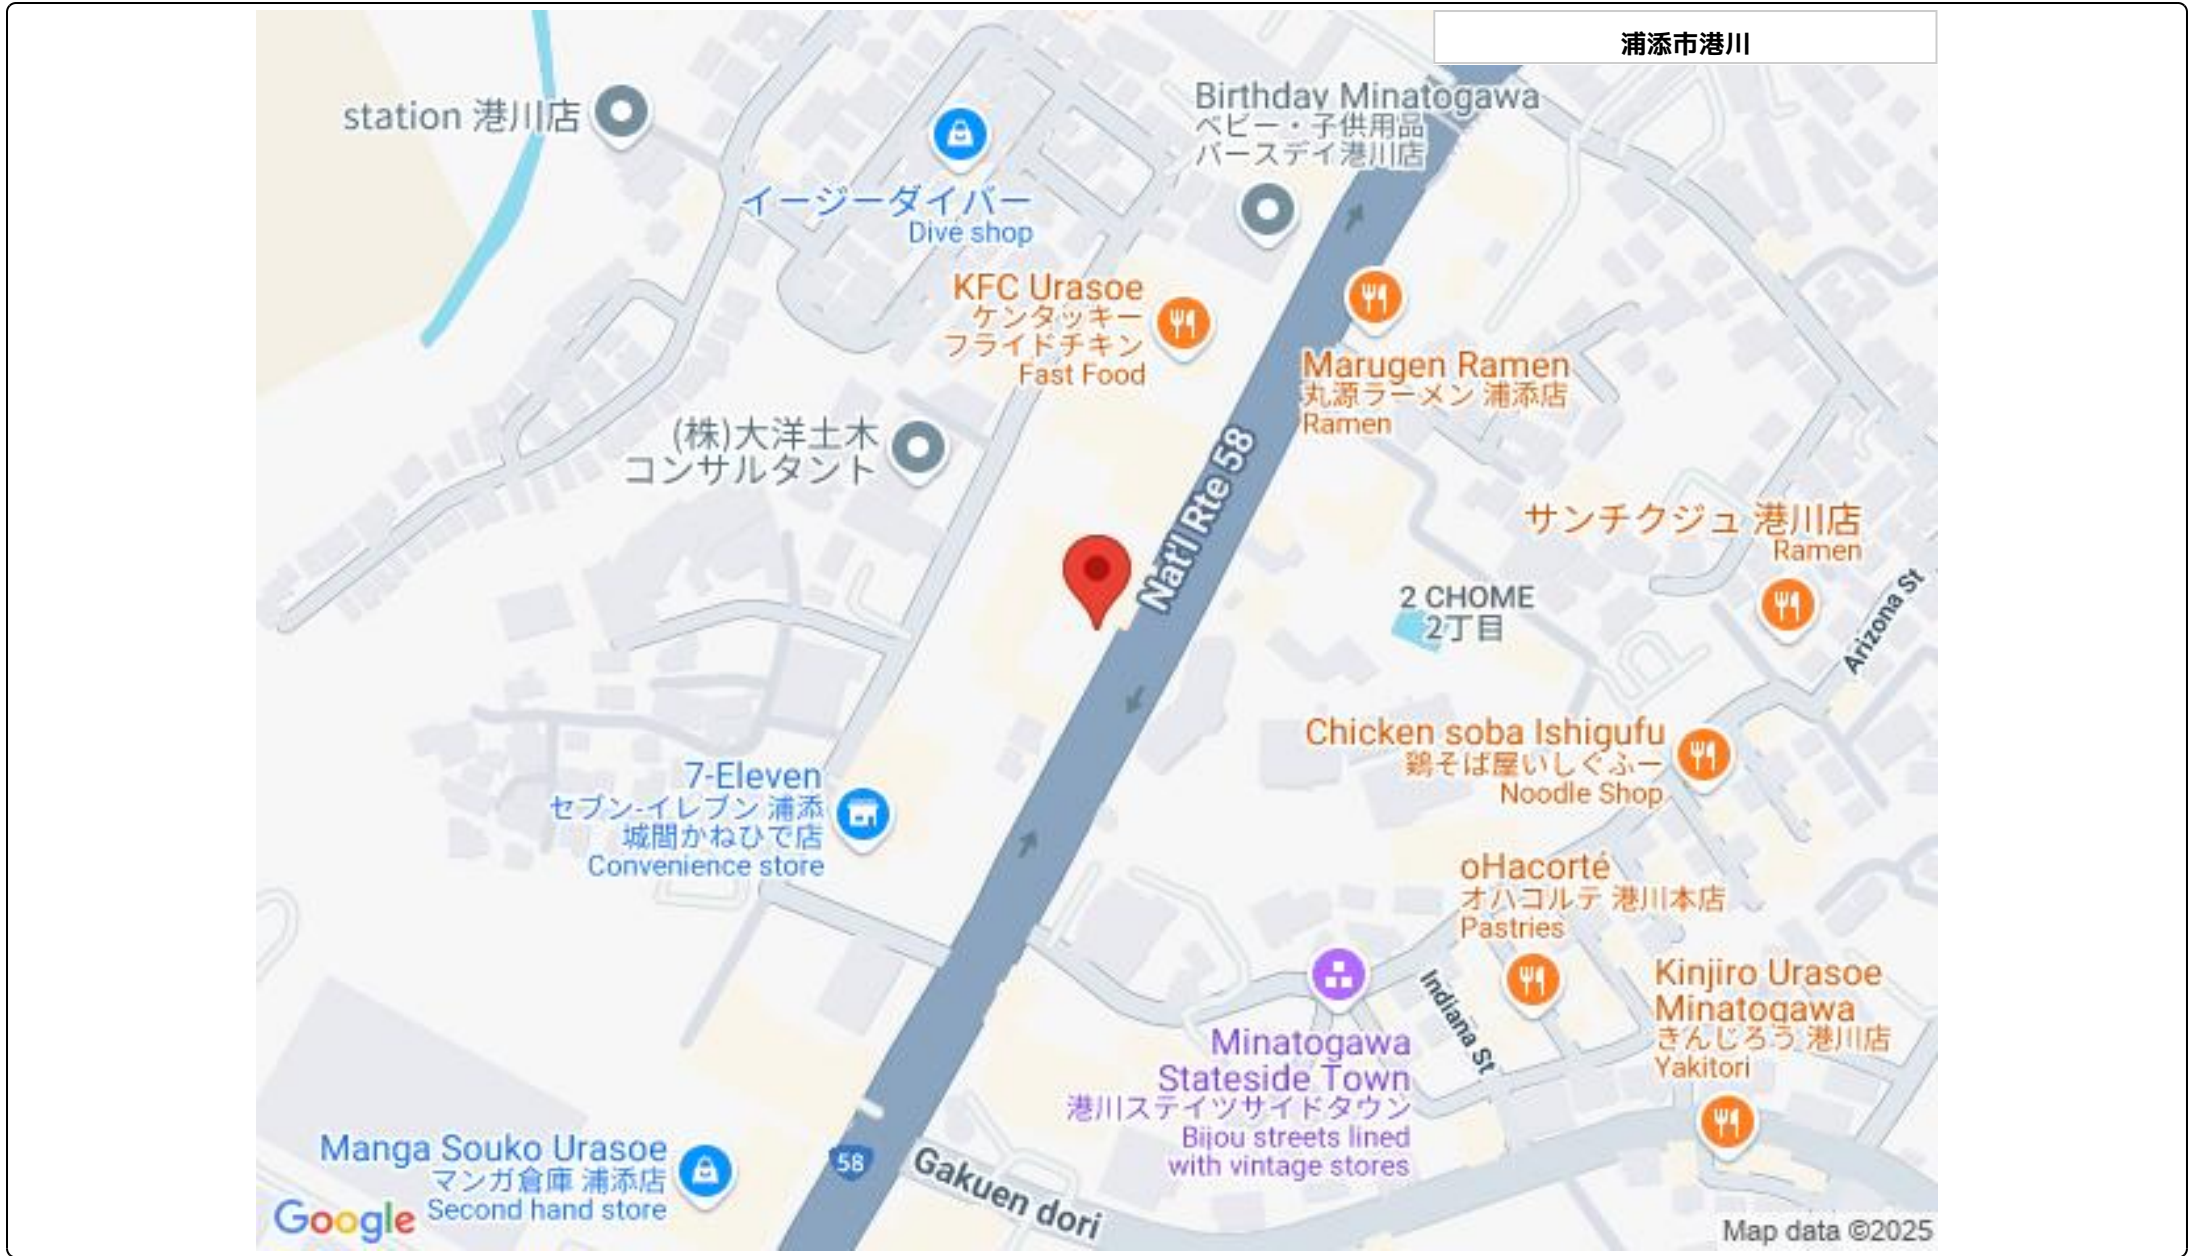 浦添市港川
station 港川店
Birthday Minatogawa
ベビー・子供用品
バースデイ港川店
イージーダイバー
Dive shop
KFC Urasoe
ケンタッキー
フライドチキン
Fast Food
Marugen Ramen
丸源ラーメン 浦添店
Ramen
(株)大洋土木
コンサルタント
Nat'l Rte 58
サンチクジュ 港川店
Ramen
2 CHOME
2丁目
Arizona St
Chicken soba Ishigufu
鶏そば屋いしぐふー
Noodle Shop
7-Eleven
セブン-イレブン 浦添
城間かねひで店
Convenience store
oHacorté
オハコルテ 港川本店
Pastries
Indiana St
Kinjiro Urasoe
Minatogawa
きんじろう 港川店
Yakitori
Minatogawa
Stateside Town
港川ステイツサイドタウン
Bijou streets lined
with vintage stores
Manga Souko Urasoe
マンガ倉庫 浦添店
Second hand store
58
Gakuen dori
Google
Map data ©2025